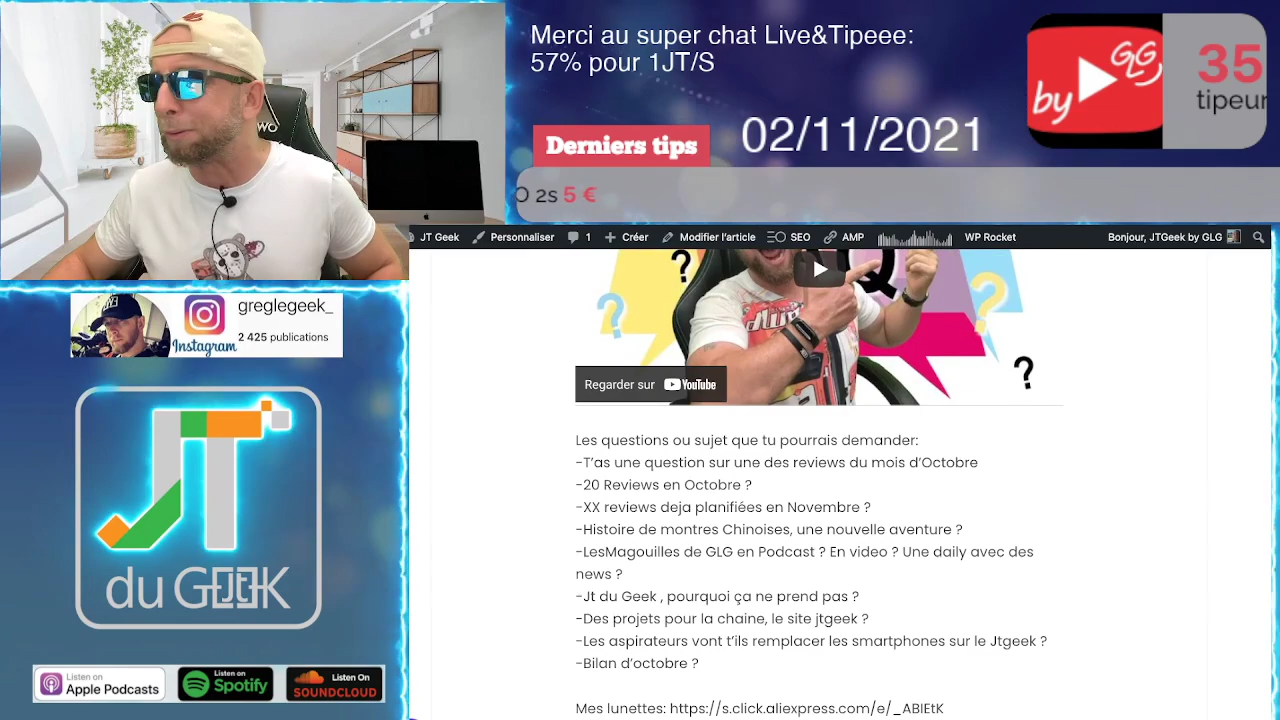 Merci au super chat Live&Tipeee:
57% pour 1JT/S
by GLG
35
tipeur
Derniers tips
02/11/2021
O 2s 5 €
JT Geek Personnaliser 1 Créer Modifier l'article SEO AMP WP Rocket Bonjour, JTGeek by GLG
greglegeek_
2 425 publications
Instagram
Regarder sur YouTube
du GEEK
Jt
Listen on
Apple Podcasts
Listen on
Spotify
Listen On
SOUNDCLOUD
Les questions ou sujet que tu pourrais demander:
-T'as une question sur une des reviews du mois d'Octobre
-20 Reviews en Octobre ?
-XX reviews deja planifiées en Novembre ?
-Histoire de montres Chinoises, une nouvelle aventure ?
-LesMagouilles de GLG en Podcast ? En video ? Une daily avec des
news ?
-Jt du Geek , pourquoi ça ne prend pas ?
-Des projets pour la chaine, le site jtgeek ?
-Les aspirateurs vont t'ils remplacer les smartphones sur le Jtgeek ?
-Bilan d'octobre ?
Mes lunettes: https://s.click.aliexpress.com/e/_ABIEtK